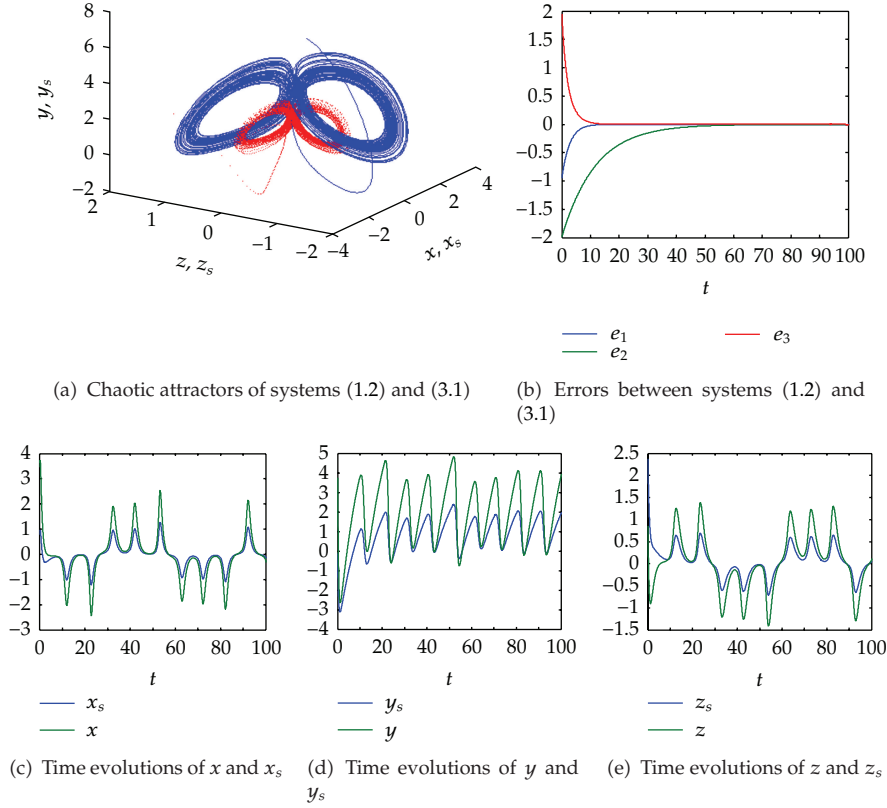 8
6
4
2
0
−2
y, ys
2
1
0
−1
−2
z, zs
−4
−2
0
2
4
x, xs
2
1.5
1
0.5
0
−0.5
−1
−1.5
−2
0 10 20 30 40 50 60 70 80 90 100
t
e1
e2
e3
(a) Chaotic attractors of systems (1.2) and (3.1)
(b) Errors between systems (1.2) and
(3.1)
4
3
2
1
0
−1
−2
−3
0 20 40 60 80 100
t
xs
x
(c) Time evolutions of x and xs
5
4
3
2
1
0
−1
−2
−3
−4
0 20 40 60 80 100
t
ys
y
(d) Time evolutions of y and
ys
2.5
2
1.5
1
0.5
0
−0.5
−1
−1.5
0 20 40 60 80 100
t
zs
z
(e) Time evolutions of z and zs